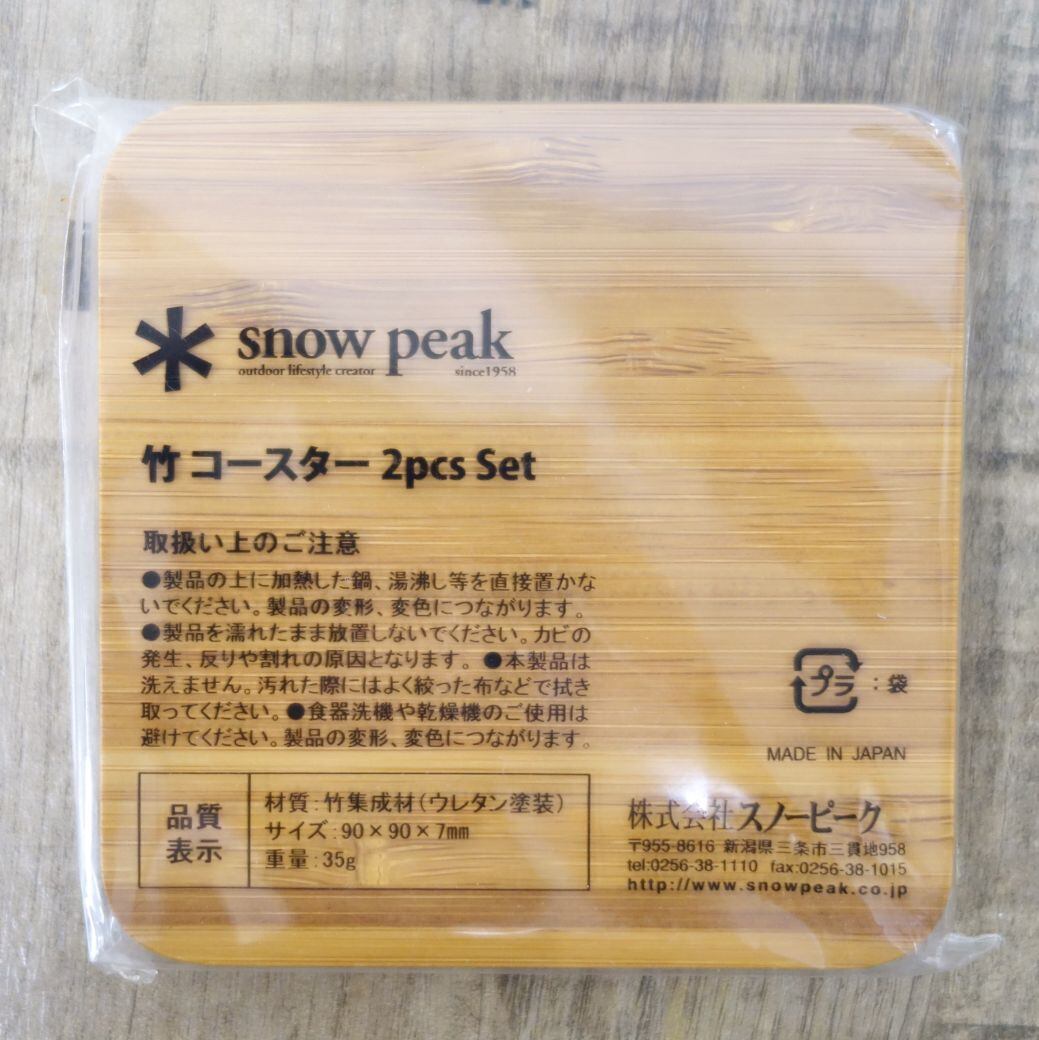 snow peak
outdoor lifestyle creator since1958
竹 コースター 2pcs Set
取扱い上のご注意
●製品の上に加熱した鍋、湯沸し等を直接置かな
いでください。製品の変形、変色につながります。
●製品を濡れたまま放置しないでください。カビの
発生、反りや割れの原因となります。●本製品は
洗えません。汚れた際にはよく絞った布などで拭き
取ってください。●食器洗機や乾燥機のご使用は
避けてください。製品の変形、変色につながります。
プラ : 袋
MADE IN JAPAN
品質
表示
材質:竹集成材(ウレタン塗装)
サイズ:90×90×7㎜
重量:35g
株式会社スノーピーク
〒955-8616 新潟県三条市三貫地958
tel:0256-38-1110 fax:0256-38-1015
http://www.snowpeak.co.jp